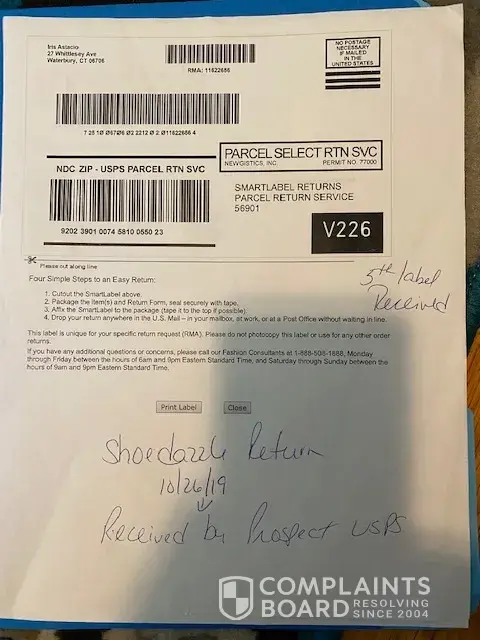 Iris Astacio
27 Whittlesey Ave
Waterbury, CT 06706
RMA: 11622686
NO POSTAGE
NECESSARY
IF MAILED
IN THE
UNITED STATES
PARCEL SELECT RTN SVC
NEWGISTICS, INC. PERMIT NO. 77000
NDC ZIP - USPS PARCEL RTN SVC
SMARTLABEL RETURNS
PARCEL RETURN SERVICE
56901
V226
9202 3901 0074 5810 0550 23
Please cut along line
5th label
Received
Four Simple Steps to an Easy Return:
1. Cutout the SmartLabel above.
2. Package the Item(s) and Return Form, seal securely with tape.
3. Affix the SmartLabel to the package (tape it to the top if possible).
4. Drop your return anywhere in the U.S. Mail – in your mailbox, at work, or at a Post Office without waiting in line.
This label is unique for your specific return request (RMA). Please do not photocopy this label or use for any other order
returns.
If you have any additional questions or concerns, please call our Fashion Consultants at 1-888-508-1888, Monday
through Friday between the hours of 6am and 9pm Eastern Standard Time, and Saturday through Sunday between the
hours of 9am and 9pm Eastern Standard Time.
Print Label Close
Shoedazzle Return
10/26/19
Received by Prospect USPS
COMPLAINTS
BOARD RESOLVING
SINCE 2004